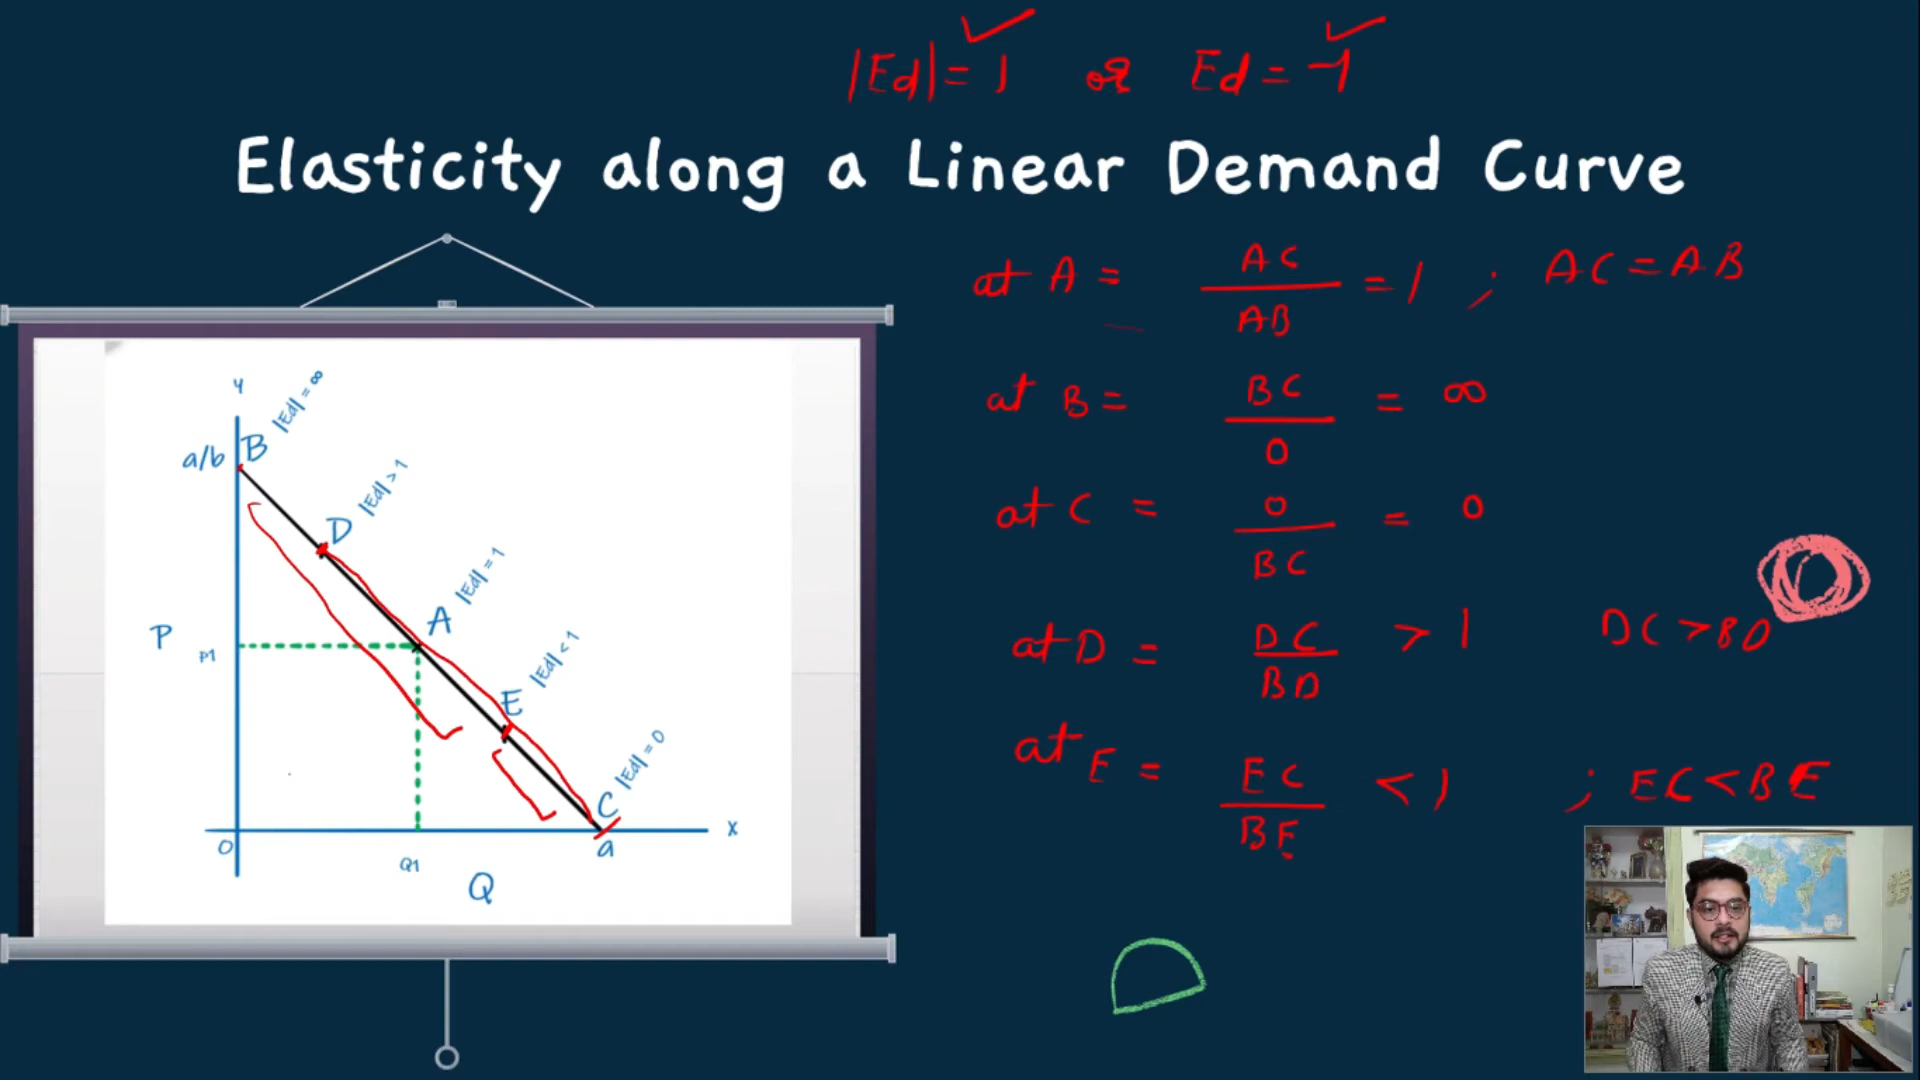 |Ed| = 1 or Ed = -1
Elasticity along a Linear Demand Curve
at A = AC / AB = 1 ; AC = AB
at B = BC / 0 = ∞
at C = 0 / BC = 0
at D = DC / BD > 1 DC > BD
at E = EC / BE < 1 ; EC < BE
Y
|Ed| = ∞
a/b B
|Ed| > 1
D
|Ed| = 1
A
P
P1
|Ed| < 1
E
|Ed| = 0
C
X
O
Q1
a
Q